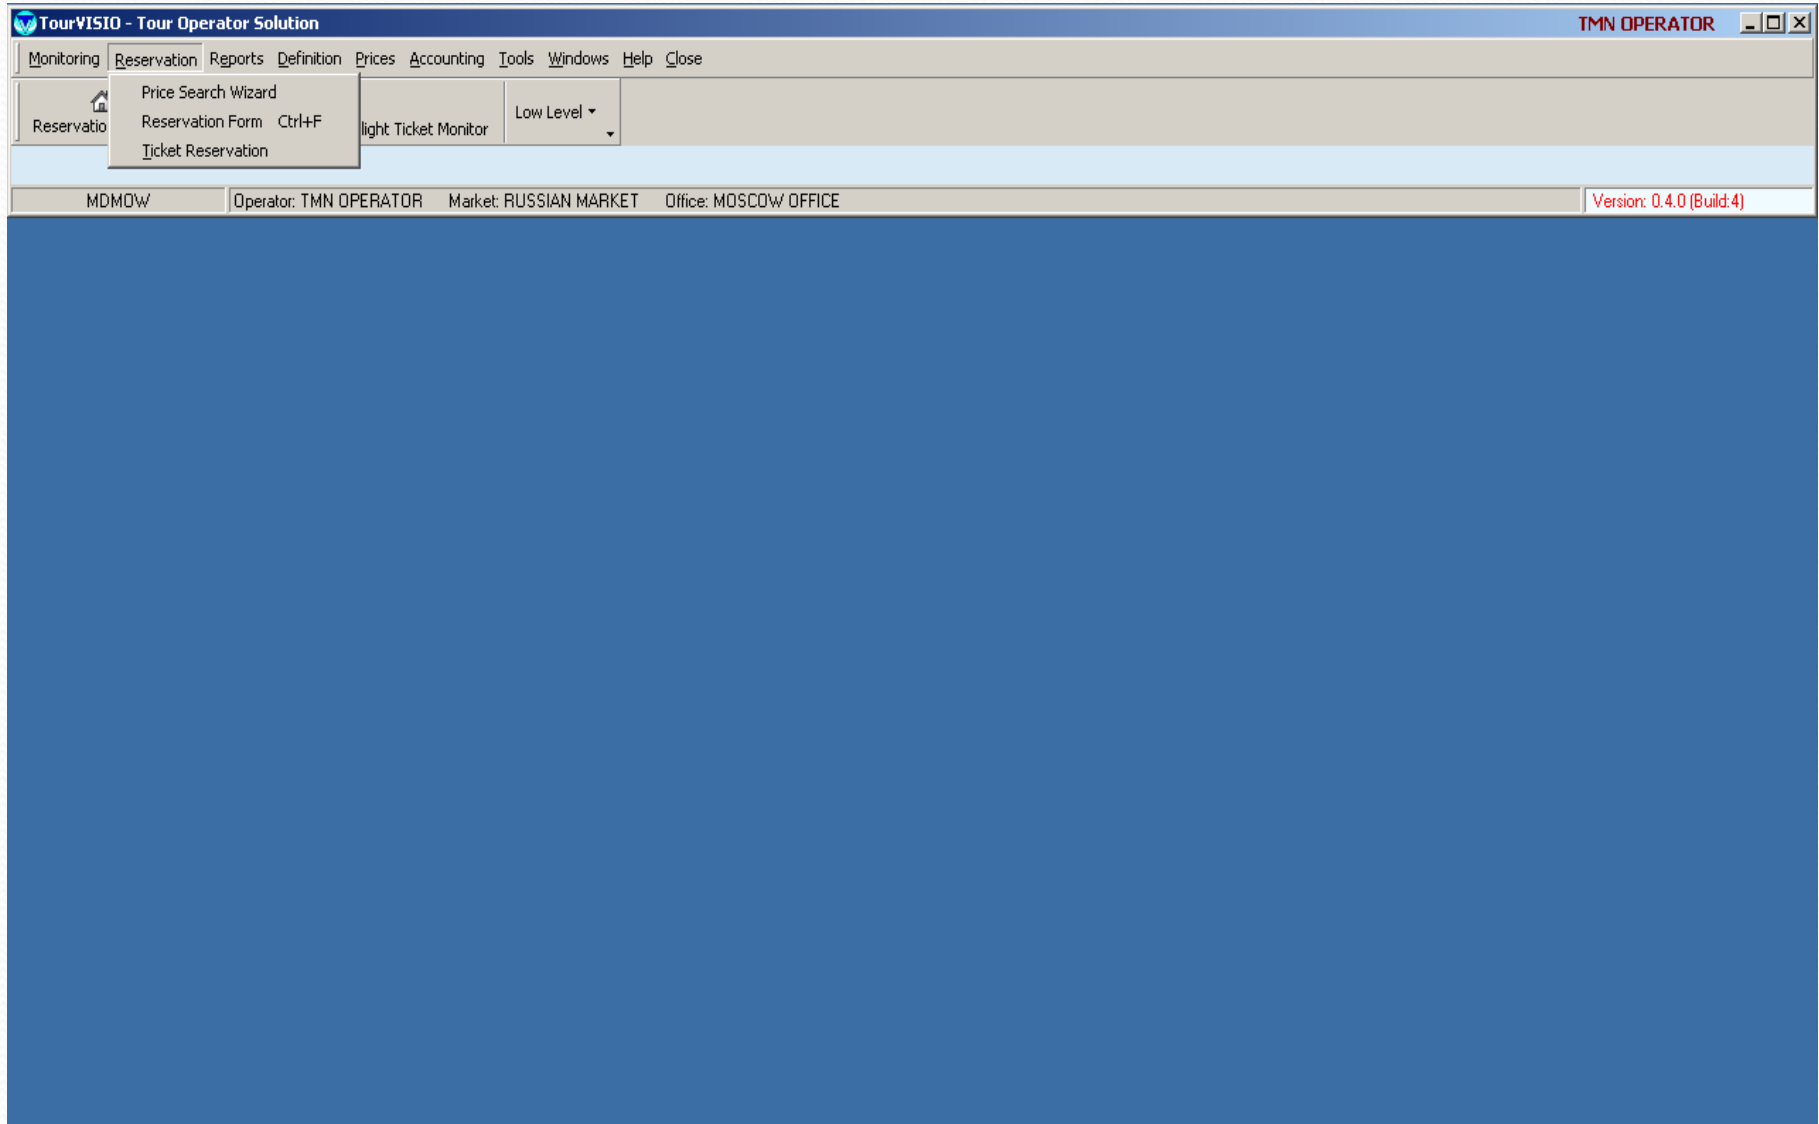 TourVISIO - Tour Operator Solution TMN OPERATOR
Monitoring Reservation Reports Definition Prices Accounting Tools Windows Help Close
Price Search Wizard
Reservation Form Ctrl+F
Ticket Reservation
Reservatio light Ticket Monitor Low Level
MDMOW Operator: TMN OPERATOR Market: RUSSIAN MARKET Office: MOSCOW OFFICE Version: 0.4.0 (Build:4)